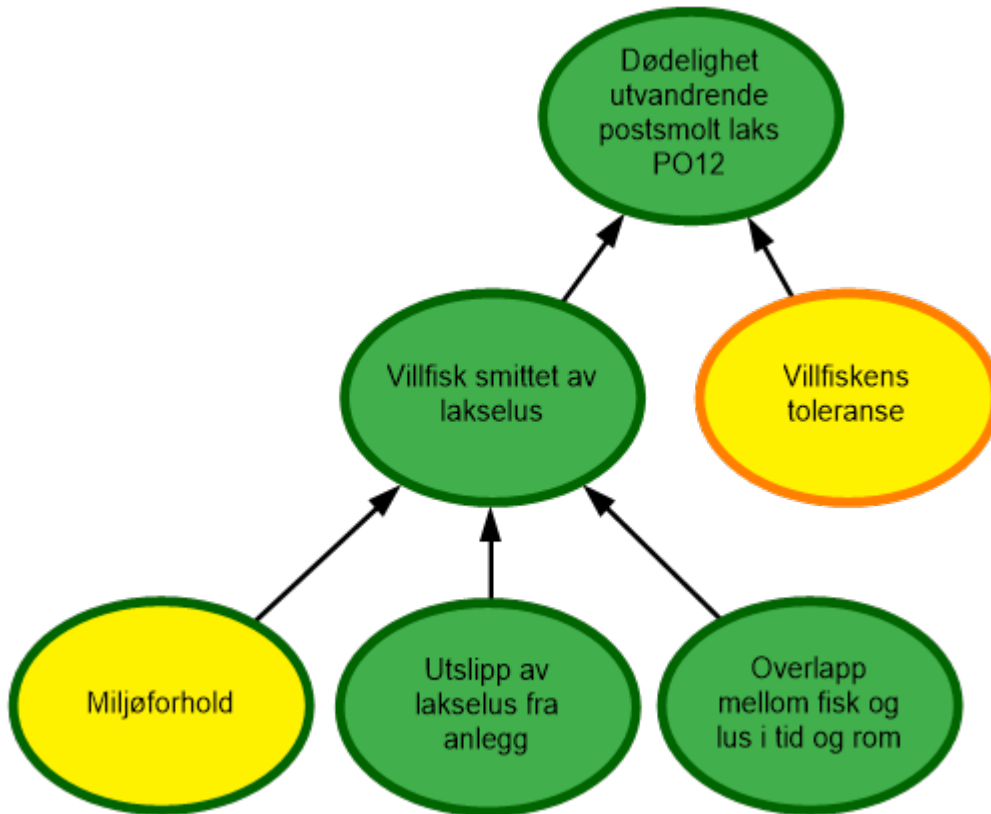 Dødelighet
utvandrende
postsmolt laks
PO12
Villfisk smittet av
lakselus
Villfiskens
toleranse
Miljøforhold
Utslipp av
lakselus fra
anlegg
Overlapp
mellom fisk og
lus i tid og rom